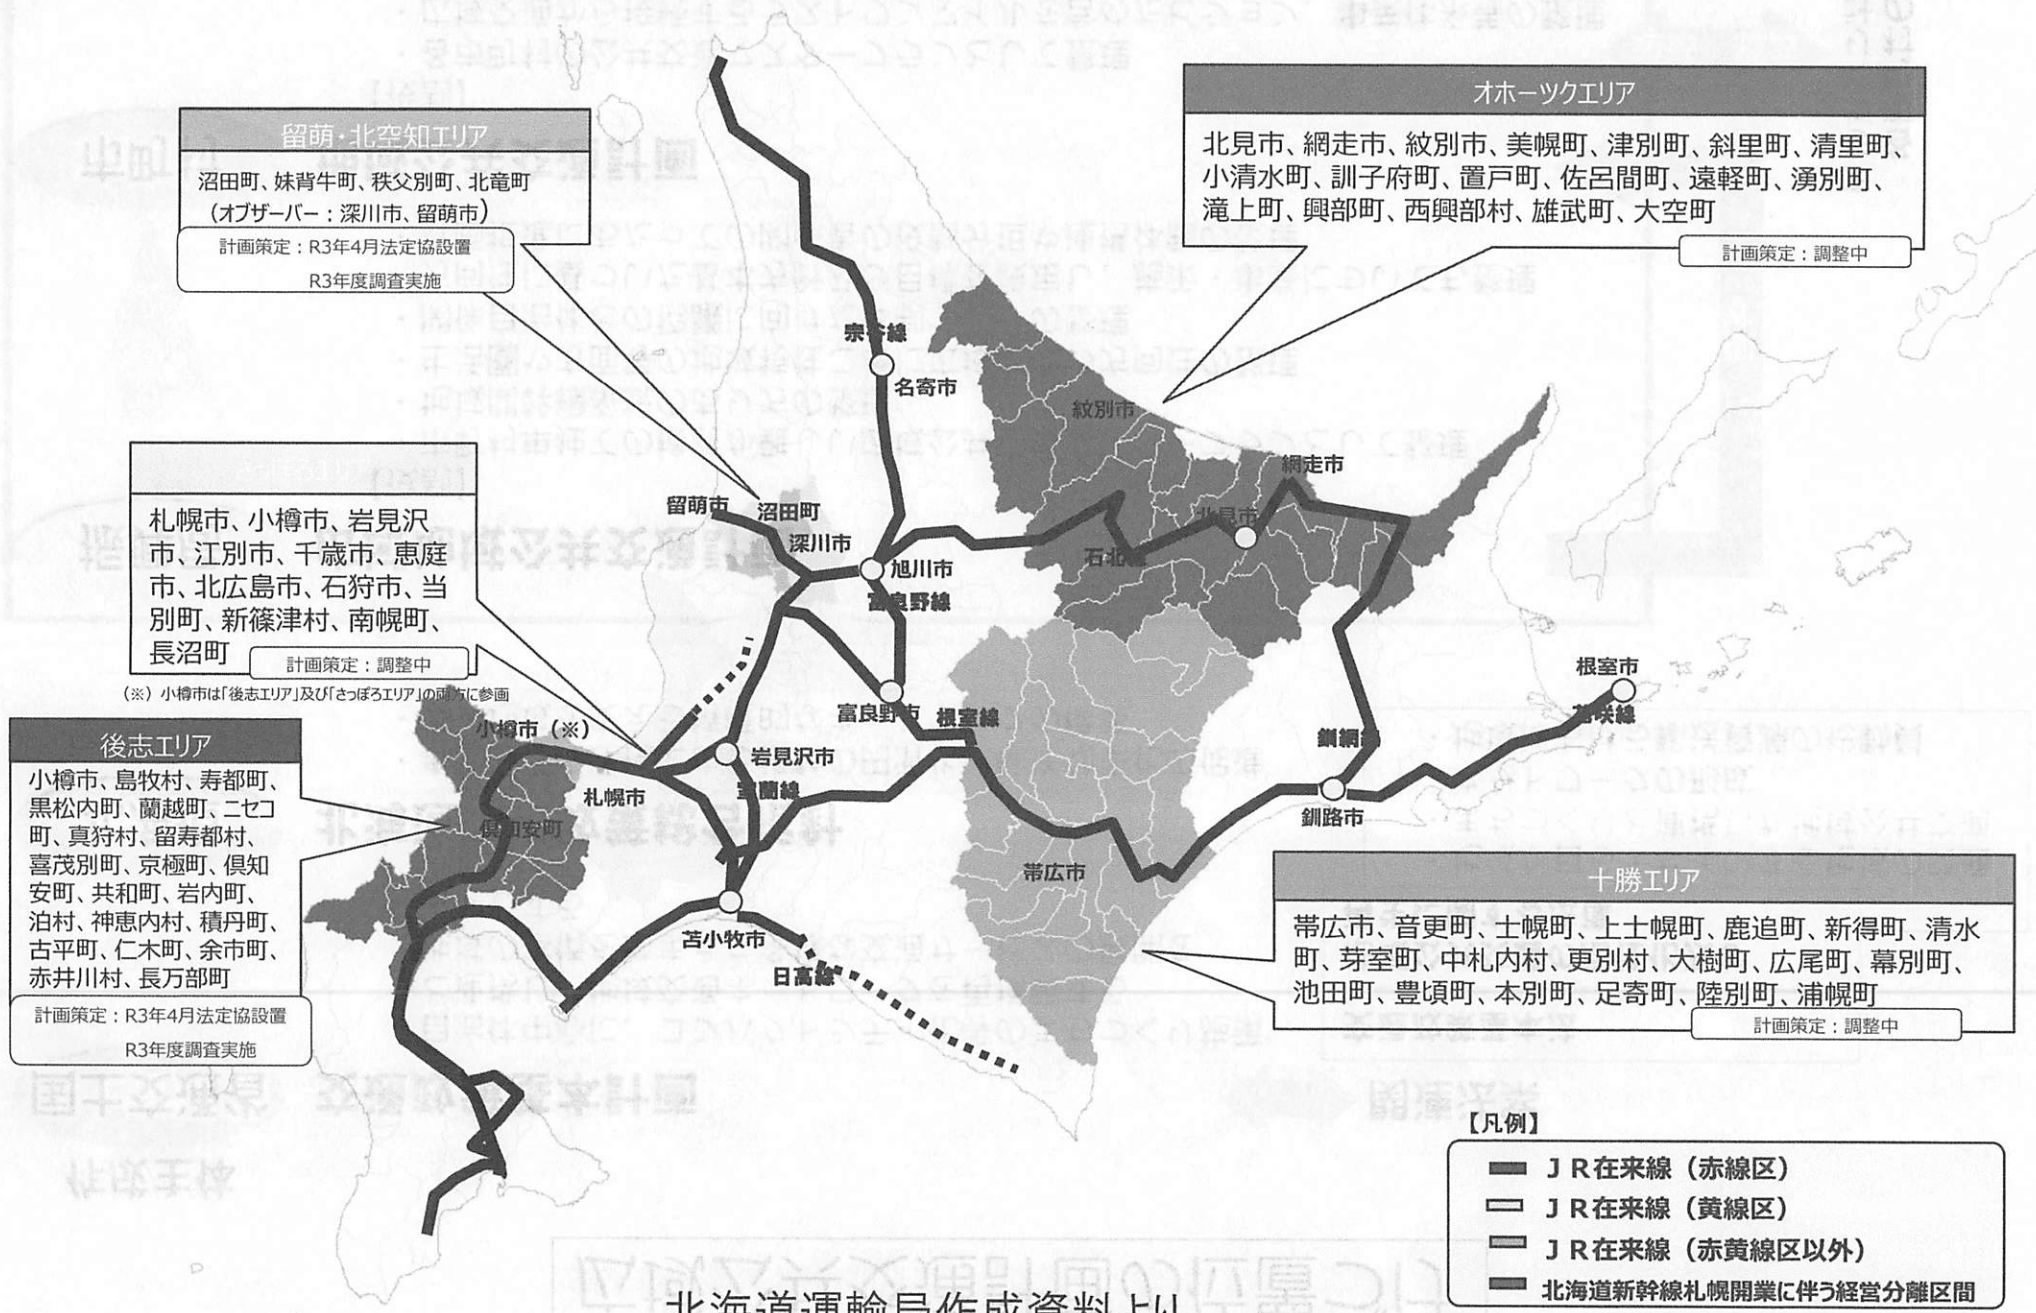 留萌・北空知エリア
沼田町、妹背牛町、秩父別町、北竜町
（オブザーバー：深川市、留萌市）
計画策定：R3年4月法定協設置
R3年度調査実施
オホーツクエリア
北見市、網走市、紋別市、美幌町、津別町、斜里町、清里町、
小清水町、訓子府町、置戸町、佐呂間町、遠軽町、湧別町、
滝上町、興部町、西興部村、雄武町、大空町
計画策定：調整中
札幌市、小樽市、岩見沢
市、江別市、千歳市、恵庭
市、北広島市、石狩市、当
別町、新篠津村、南幌町、
長沼町
計画策定：調整中
（※）小樽市は「後志エリア」及び「さっぽろエリア」の両方に参画
後志エリア
小樽市、島牧村、寿都町、
黒松内町、蘭越町、ニセコ
町、真狩村、留寿都村、
喜茂別町、京極町、倶知
安町、共和町、岩内町、
泊村、神恵内村、積丹町、
古平町、仁木町、余市町、
赤井川村、長万部町
計画策定：R3年4月法定協設置
R3年度調査実施
宗谷線
名寄市
紋別市
網走市
留萌市
沼田町
北見市
深川市
石北線
旭川市
富良野線
根室市
富良野市
根室線
花咲線
小樽市（※）
岩見沢市
釧網線
札幌市
室蘭線
釧路市
倶知安町
帯広市
苫小牧市
日高線
十勝エリア
帯広市、音更町、士幌町、上士幌町、鹿追町、新得町、清水
町、芽室町、中札内村、更別村、大樹町、広尾町、幕別町、
池田町、豊頃町、本別町、足寄町、陸別町、浦幌町
計画策定：調整中
【凡例】
ＪＲ在来線（赤線区）
ＪＲ在来線（黄線区）
ＪＲ在来線（赤黄線区以外）
北海道新幹線札幌開業に伴う経営分離区間
北海道運輸局作成資料より